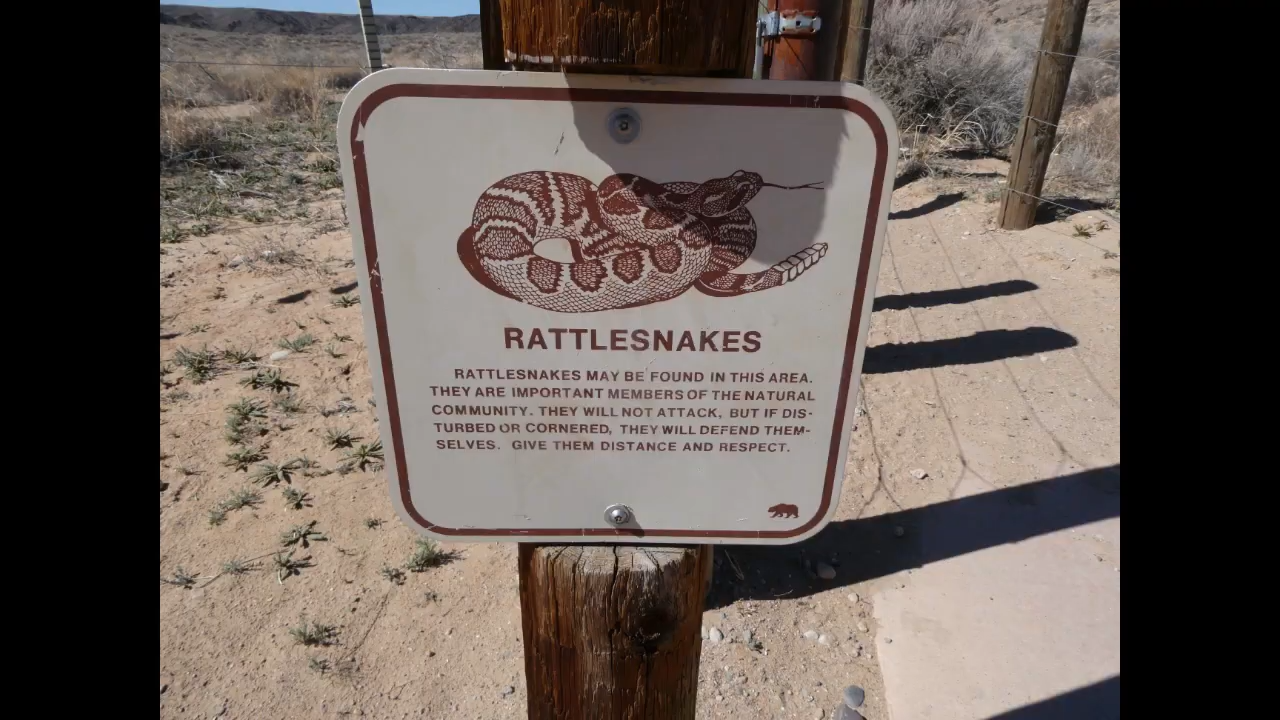 RATTLESNAKES
RATTLESNAKES MAY BE FOUND IN THIS AREA.
THEY ARE IMPORTANT MEMBERS OF THE NATURAL
COMMUNITY. THEY WILL NOT ATTACK, BUT IF DIS-
TURBED OR CORNERED, THEY WILL DEFEND THEM-
SELVES. GIVE THEM DISTANCE AND RESPECT.